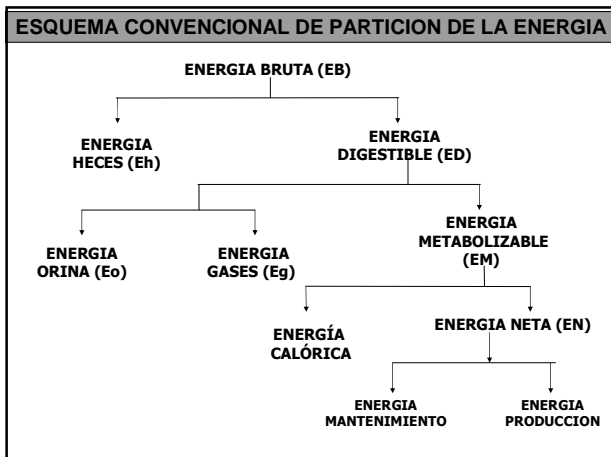 ESQUEMA CONVENCIONAL DE PARTICION DE LA ENERGIA
ENERGIA BRUTA (EB)
ENERGIA
HECES (Eh)
ENERGIA
DIGESTIBLE (ED)
ENERGIA
ORINA (Eo)
ENERGIA
GASES (Eg)
ENERGIA
METABOLIZABLE
(EM)
ENERGÍA
CALÓRICA
ENERGIA NETA (EN)
ENERGIA
MANTENIMIENTO
ENERGIA
PRODUCCION